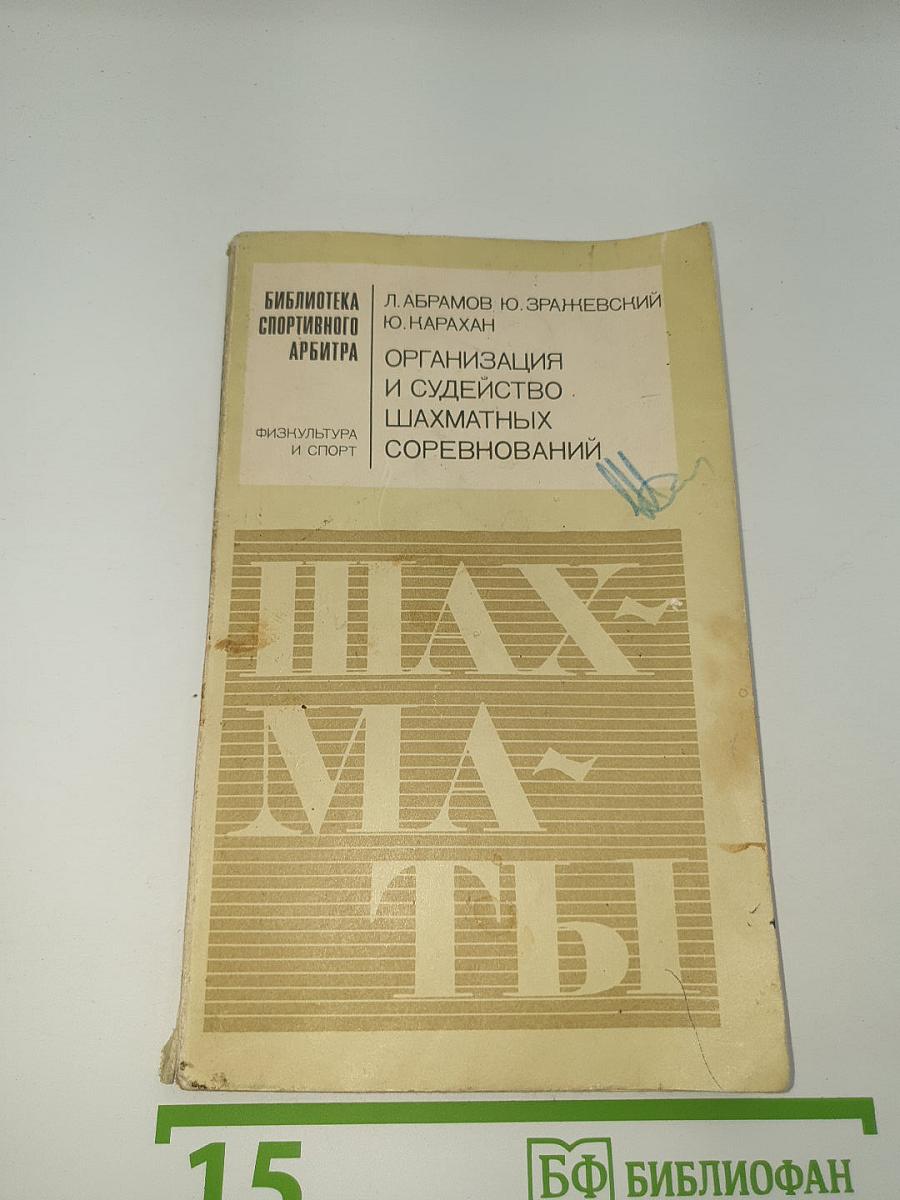 БИБЛИОТЕКА
СПОРТИВНОГО
АРБИТРА
ФИЗКУЛЬТУРА
И СПОРТ
Л. АБРАМОВ Ю. ЗРАЖЕВСКИЙ
Ю. КАРАХАН
ОРГАНИЗАЦИЯ
И СУДЕЙСТВО
ШАХМАТНЫХ
СОРЕВНОВАНИЙ
ШАХ-
МА-
ТЫ
15
БФ БИБЛИОФАН